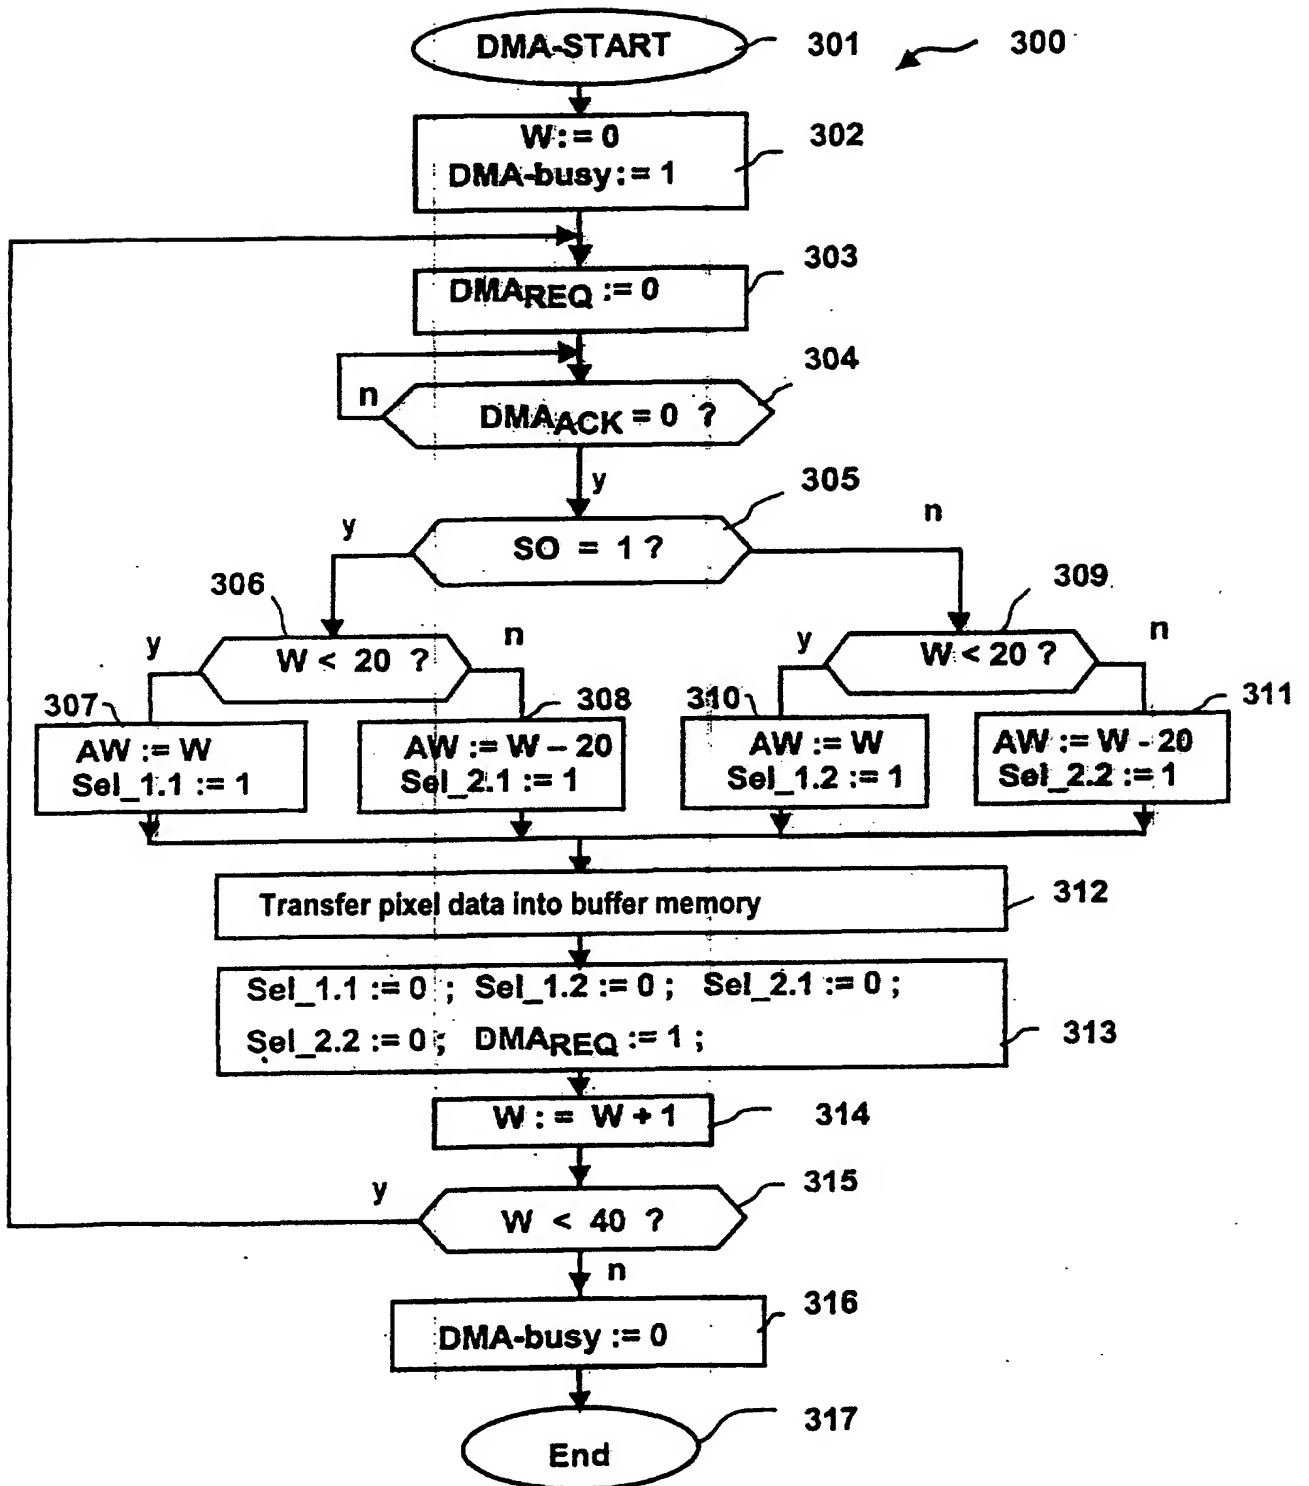 DMA-START 301
300
W := 0
DMA-busy := 1
302
303
DMAREQ := 0
304
n
DMAACK = 0 ?
y
305
y
n
SO = 1 ?
306
309
y
W < 20 ?
n
y
W < 20 ?
n
307
308
310
311
AW := W
Sel_1.1 := 1
AW := W – 20
Sel_2.1 := 1
AW := W
Sel_1.2 := 1
AW := W - 20
Sel_2.2 := 1
Transfer pixel data into buffer memory
312
Sel_1.1 := 0 ; Sel_1.2 := 0 ; Sel_2.1 := 0 ;
Sel_2.2 := 0 ; DMAREQ := 1 ;
313
W := W + 1
314
315
y
W < 40 ?
n
316
DMA-busy := 0
317
End